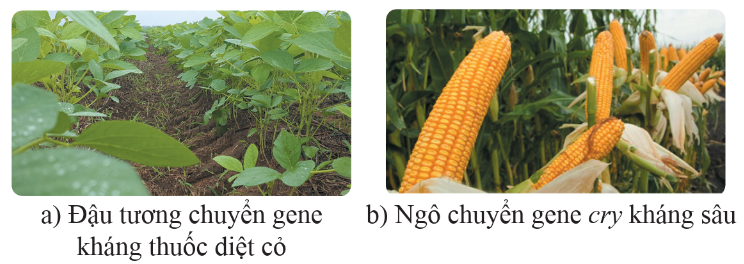 a) Đậu tương chuyển gene
kháng thuốc diệt cỏ
b) Ngô chuyển gene cry kháng sâu